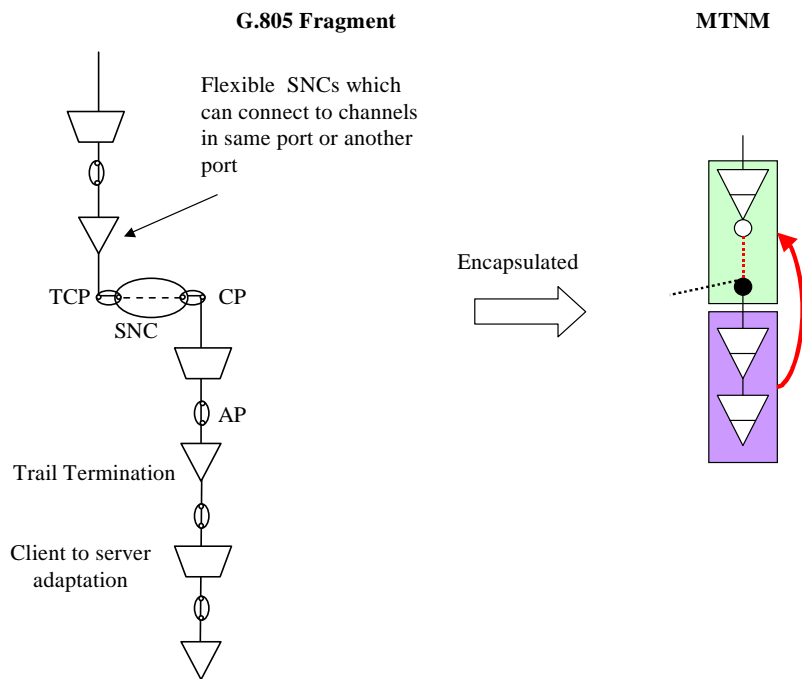 G.805 Fragment
MTNM
Flexible SNCs which
can connect to channels
in same port or another
port
Encapsulated
TCP
CP
SNC
AP
Trail Termination
Client to server
adaptation